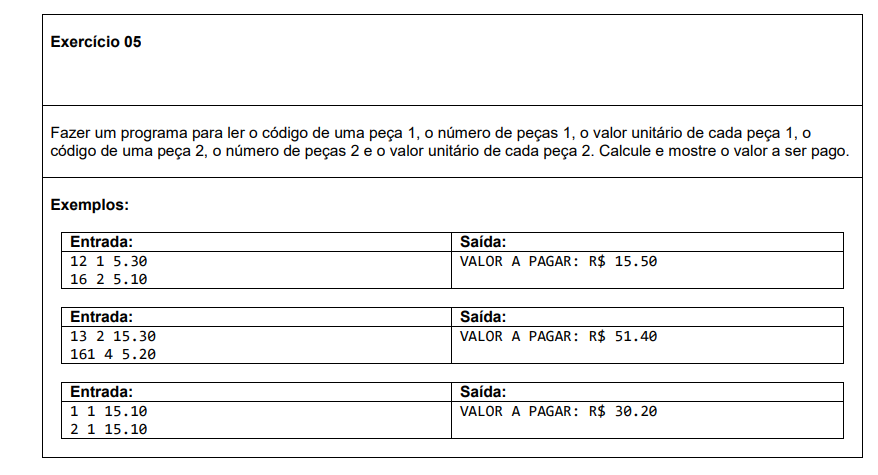 Exercício 05
Fazer um programa para ler o código de uma peça 1, o número de peças 1, o valor unitário de cada peça 1, o
código de uma peça 2, o número de peças 2 e o valor unitário de cada peça 2. Calcule e mostre o valor a ser pago.
Exemplos:
Entrada: Saída:
12 1 5.30 VALOR A PAGAR: R$ 15.50
16 2 5.10
Entrada: Saída:
13 2 15.30 VALOR A PAGAR: R$ 51.40
161 4 5.20
Entrada: Saída:
1 1 15.10 VALOR A PAGAR: R$ 30.20
2 1 15.10